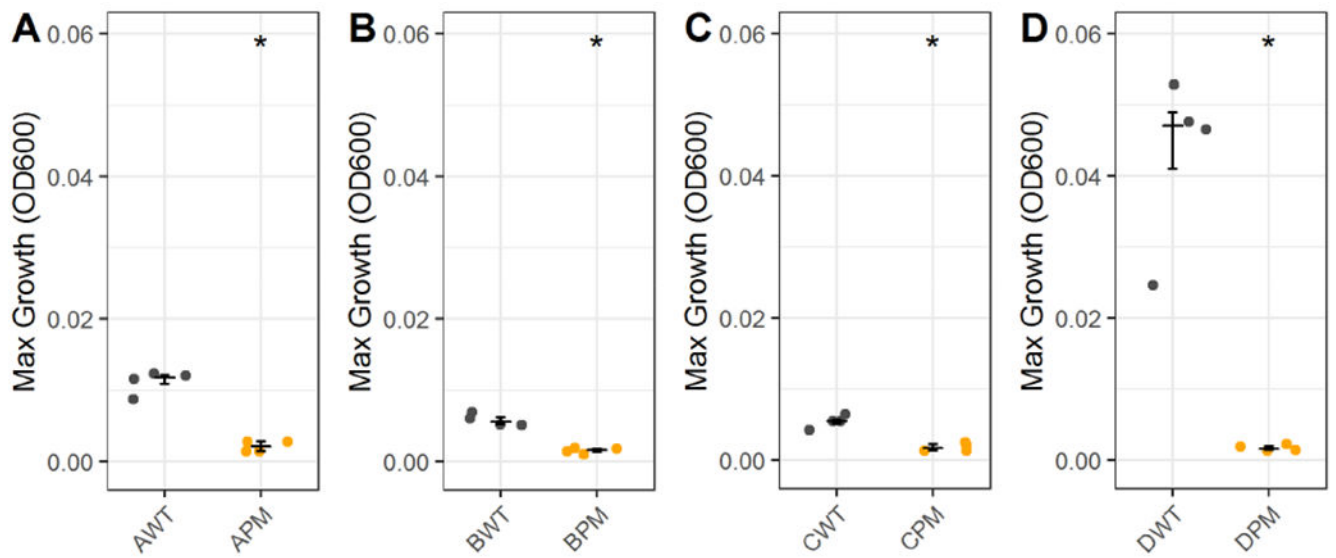 A
Max Growth (OD600)
0.06
0.04
0.02
0.00
*
AWT
APM
B
Max Growth (OD600)
0.06
0.04
0.02
0.00
*
BWT
BPM
C
Max Growth (OD600)
0.06
0.04
0.02
0.00
*
CWT
CPM
D
Max Growth (OD600)
0.06
0.04
0.02
0.00
*
DWT
DPM